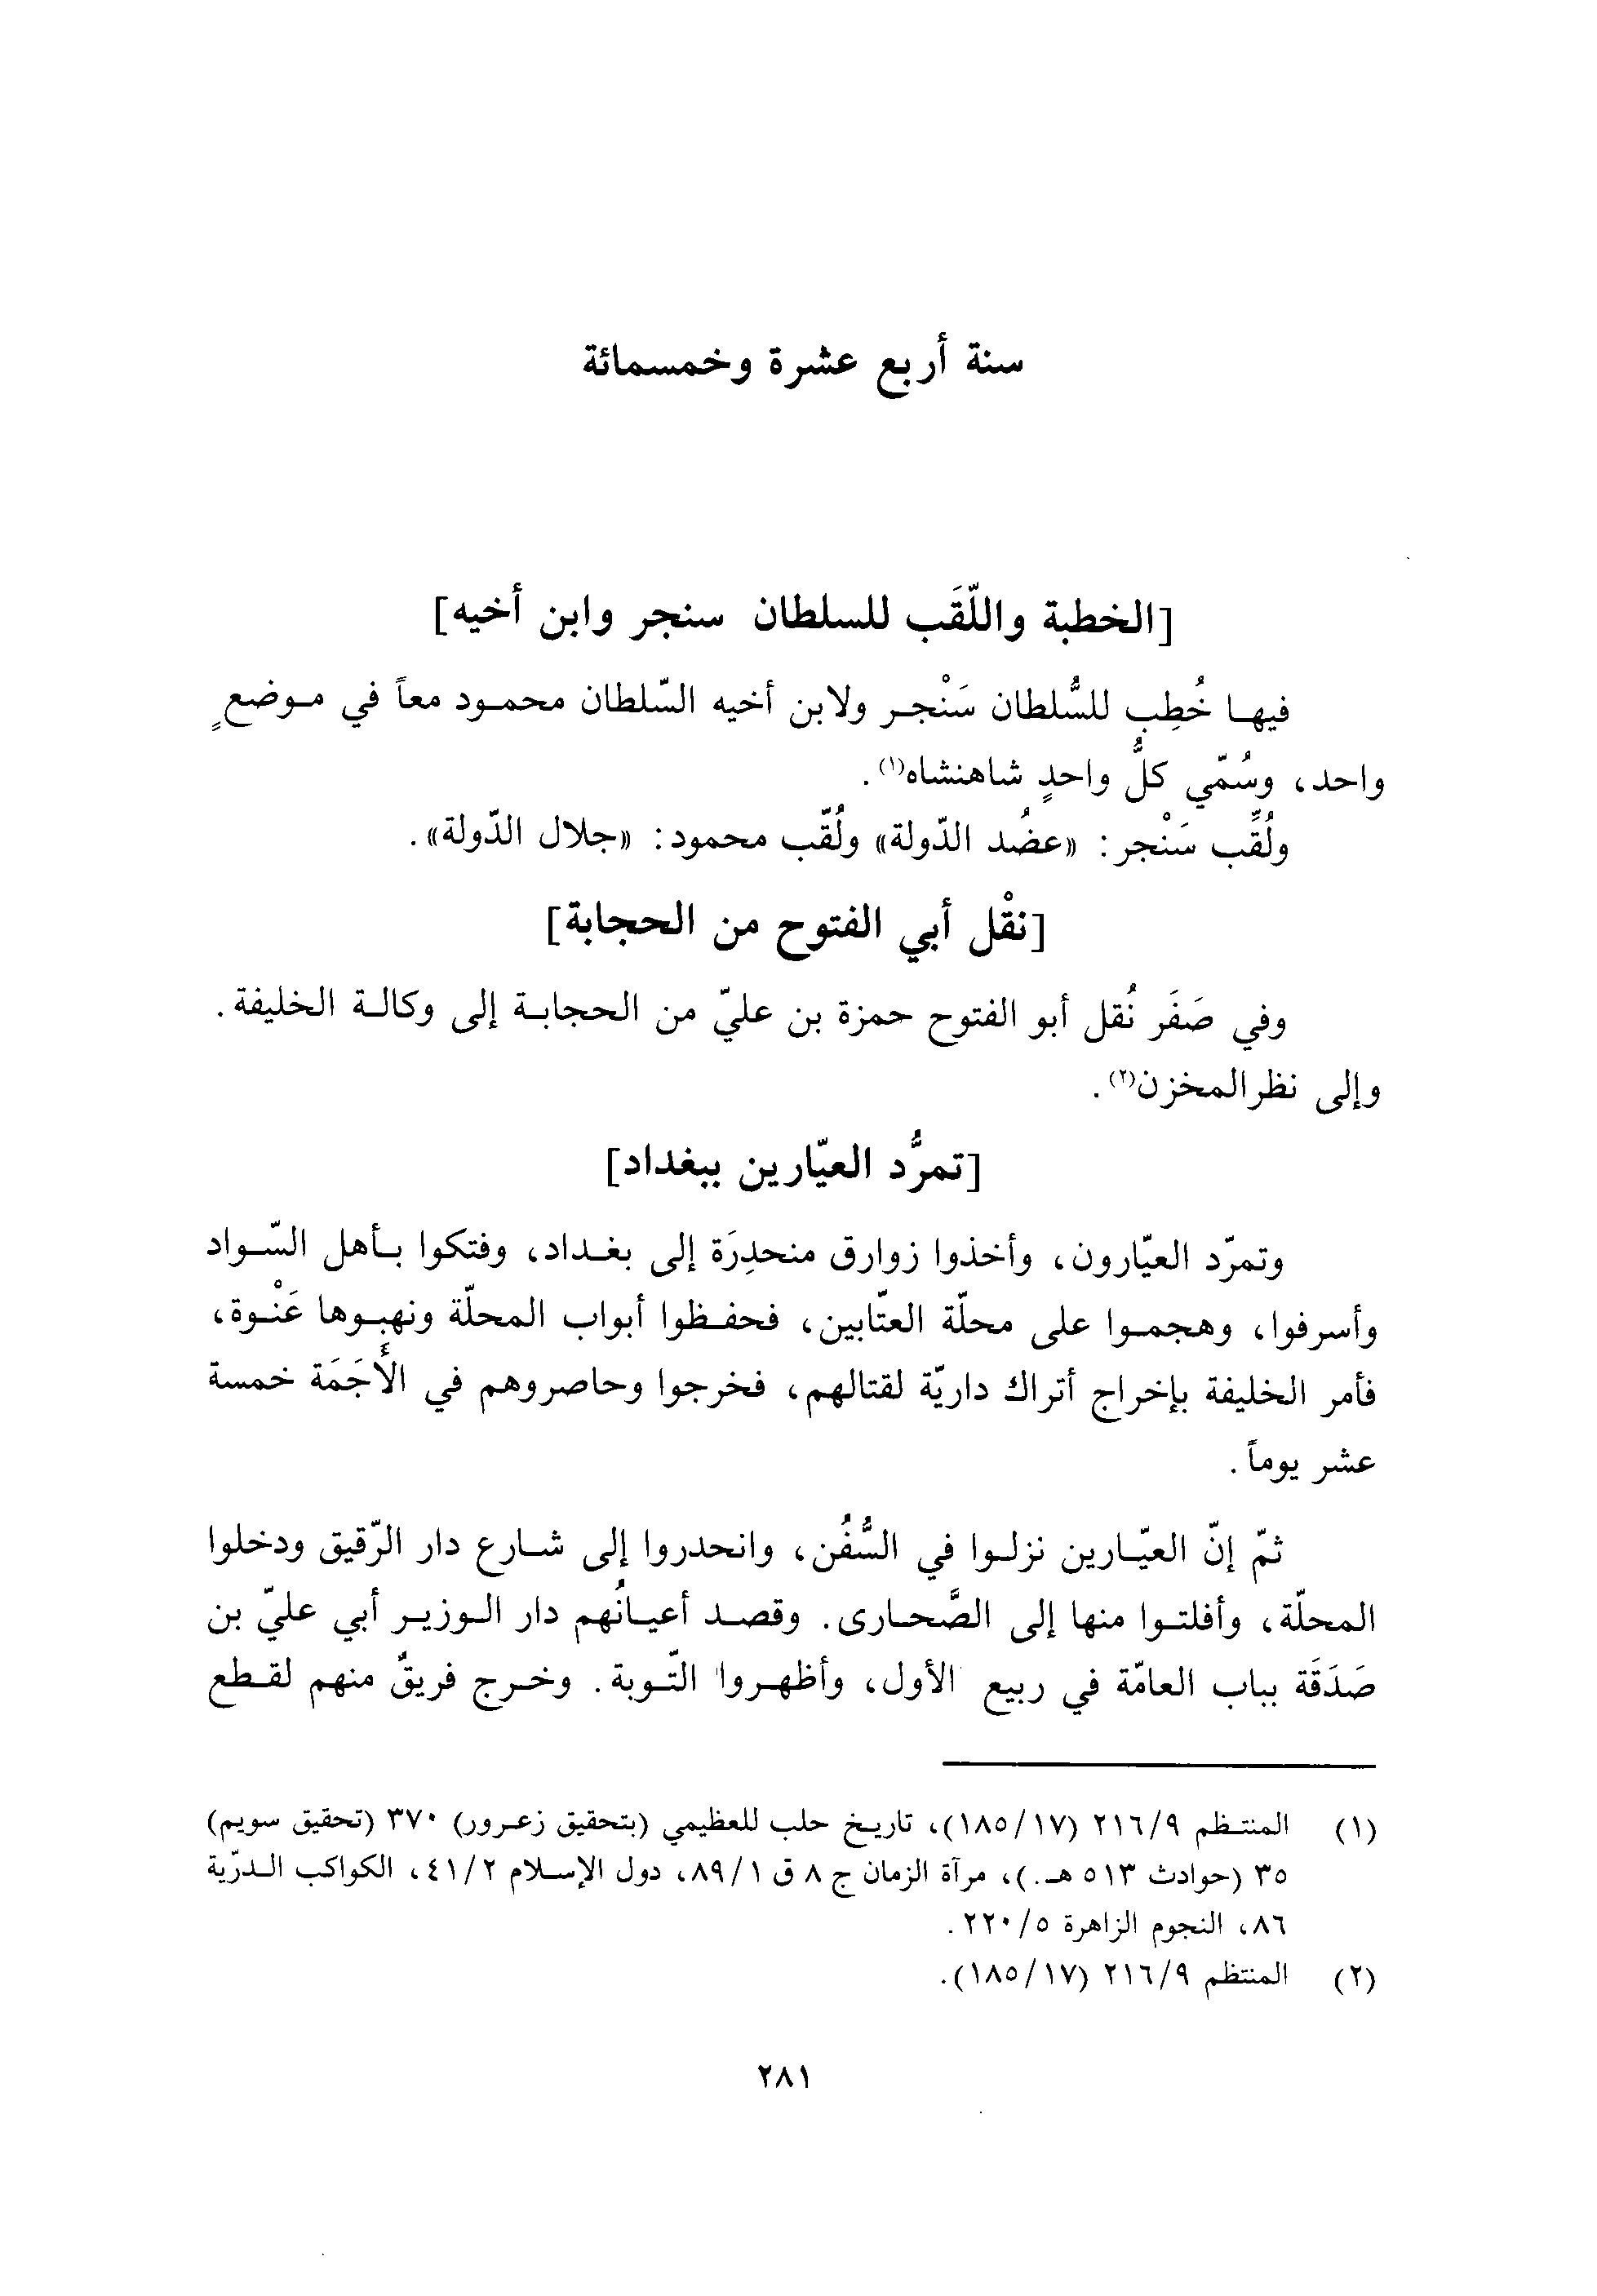 سنة أربع عشرة وخمسمائة
[الخطبة واللّقَب للسلطان سنجر وابن أخيه]
فيها خُطِب للسُّلطان سَنْجر ولابن أخيه السّلطان محمود معاً في موضعٍ
واحد، وسُمّي كلُّ واحدٍ شاهنشاه(١).
ولُقِّب سَنْجر: «عضُد الدّولة» ولُقّب محمود: «جلال الدّولة».
[نقْل أبي الفتوح من الحجابة]
وفي صَفَر نُقل أبو الفتوح حمزة بن عليّ من الحجابة إلى وكالة الخليفة.
وإلى نظر المخزن(٢).
[تمرُّد العيّارين ببغداد]
وتمرّد العيّارون، وأخذوا زوارق منحدِرَة إلى بغداد، وفتكوا بأهل السّواد
وأسرفوا، وهجموا على محلّة العتّابين، فحفظوا أبواب المحلّة ونهبوها عَنْوة،
فأمر الخليفة بإخراج أتراك داريّة لقتالهم، فخرجوا وحاصروهم في الأَجَمَة خمسة
عشر يوماً.
ثمّ إنّ العيّارين نزلوا في السُّفُن، وانحدروا إلى شارع دار الرّقيق ودخلوا
المحلّة، وأفلتوا منها إلى الصَّحارى. وقصد أعيانُهم دار الوزير أبي عليّ بن
صَدَقَة بباب العامّة في ربيع الأول، وأظهروا التّوبة. وخرج فريقٌ منهم لقطع
(١) المنتظم ٢١٦/٩ (١٨٥/١٧)، تاريخ حلب للعظيمي (بتحقيق زعرور) ٣٧٠ (تحقيق سويم)
٣٥ (حوادث ٥١٣ هـ.)، مرآة الزمان ج ٨ ق ٨٩/١، دول الإسلام ٤١/٢، الكواكب الدرّية
٨٦، النجوم الزاهرة ٢٢٠/٥.
(٢) المنتظم ٢١٦/٩ (١٨٥/١٧).
٢٨١